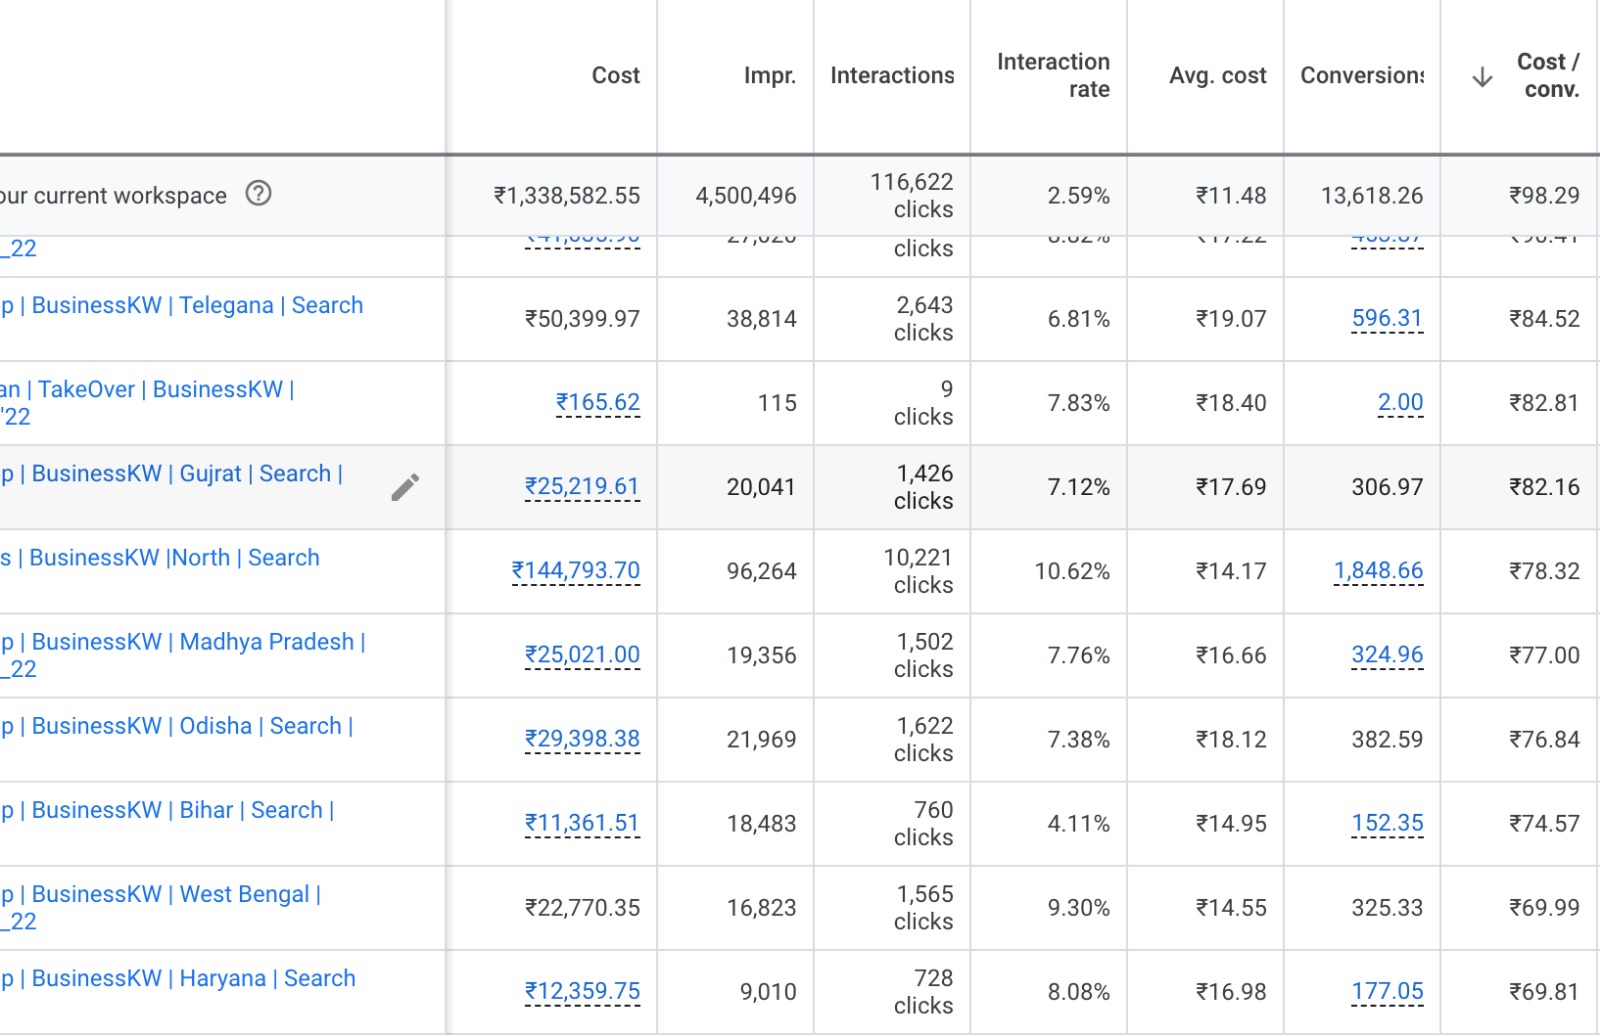 Cost Impr. Interactions Interaction rate Avg. cost Conversions Cost / conv.
our current workspace ₹1,338,582.55 4,500,496 116,622 clicks 2.59% ₹11.48 13,618.26 ₹98.29
_22 clicks
p | BusinessKW | Telegana | Search ₹50,399.97 38,814 2,643 clicks 6.81% ₹19.07 596.31 ₹84.52
an | TakeOver | BusinessKW | '22 ₹165.62 115 9 clicks 7.83% ₹18.40 2.00 ₹82.81
p | BusinessKW | Gujrat | Search | ₹25,219.61 20,041 1,426 clicks 7.12% ₹17.69 306.97 ₹82.16
s | BusinessKW |North | Search ₹144,793.70 96,264 10,221 clicks 10.62% ₹14.17 1,848.66 ₹78.32
p | BusinessKW | Madhya Pradesh | _22 ₹25,021.00 19,356 1,502 clicks 7.76% ₹16.66 324.96 ₹77.00
p | BusinessKW | Odisha | Search | ₹29,398.38 21,969 1,622 clicks 7.38% ₹18.12 382.59 ₹76.84
p | BusinessKW | Bihar | Search | ₹11,361.51 18,483 760 clicks 4.11% ₹14.95 152.35 ₹74.57
p | BusinessKW | West Bengal | _22 ₹22,770.35 16,823 1,565 clicks 9.30% ₹14.55 325.33 ₹69.99
p | BusinessKW | Haryana | Search ₹12,359.75 9,010 728 clicks 8.08% ₹16.98 177.05 ₹69.81